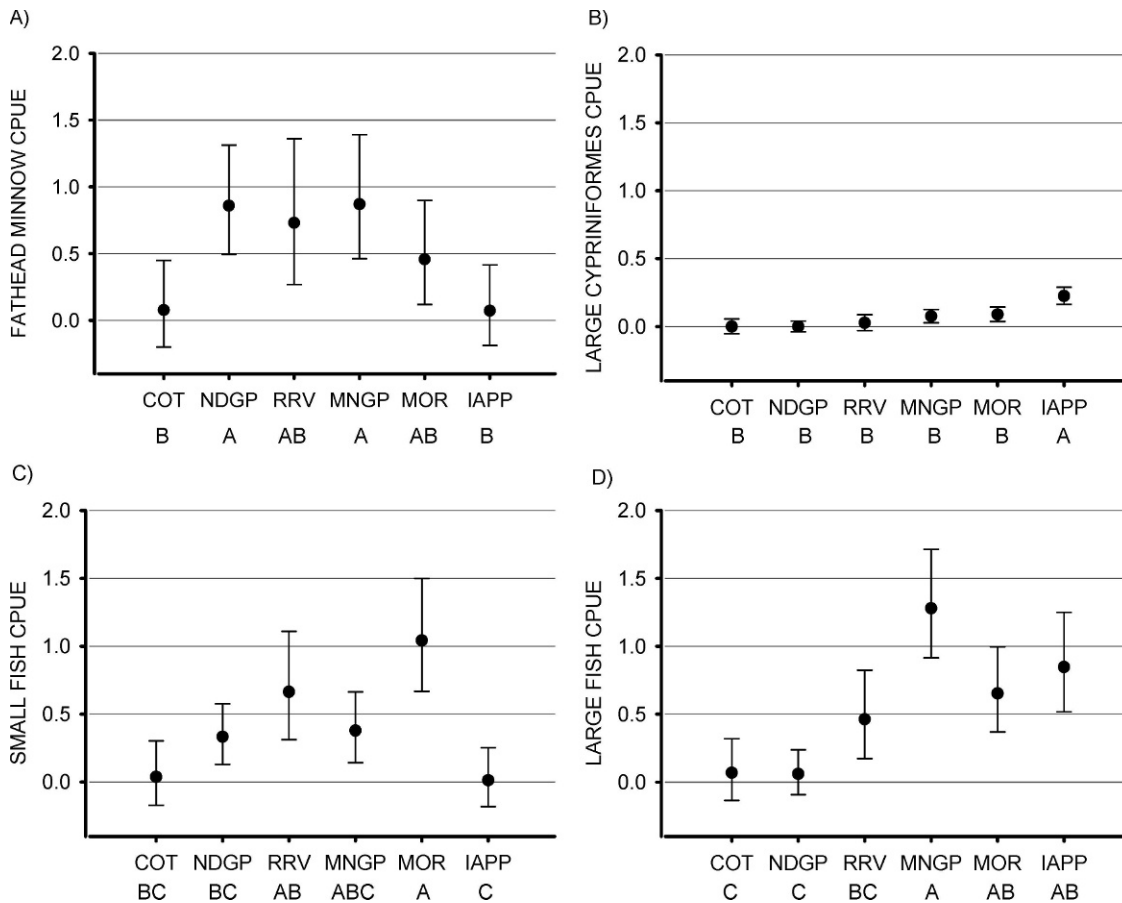 A)
FATHEAD MINNOW CPUE
2.0
1.5
1.0
0.5
0.0
COT NDGP RRV MNGP MOR IAPP
B A AB A AB B
B)
LARGE CYPRINIFORMES CPUE
2.0
1.5
1.0
0.5
0.0
COT NDGP RRV MNGP MOR IAPP
B B B B B A
C)
SMALL FISH CPUE
2.0
1.5
1.0
0.5
0.0
COT NDGP RRV MNGP MOR IAPP
BC BC AB ABC A C
D)
LARGE FISH CPUE
2.0
1.5
1.0
0.5
0.0
COT NDGP RRV MNGP MOR IAPP
C C BC A AB AB